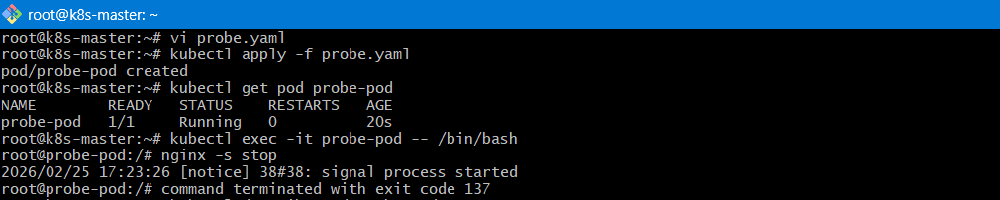 root@k8s-master: ~
root@k8s-master:~# vi probe.yaml
root@k8s-master:~# kubectl apply -f probe.yaml
pod/probe-pod created
root@k8s-master:~# kubectl get pod probe-pod
NAME READY STATUS RESTARTS AGE
probe-pod 1/1 Running 0 20s
root@k8s-master:~# kubectl exec -it probe-pod -- /bin/bash
root@probe-pod:/# nginx -s stop
2026/02/25 17:23:26 [notice] 38#38: signal process started
root@probe-pod:/# command terminated with exit code 137